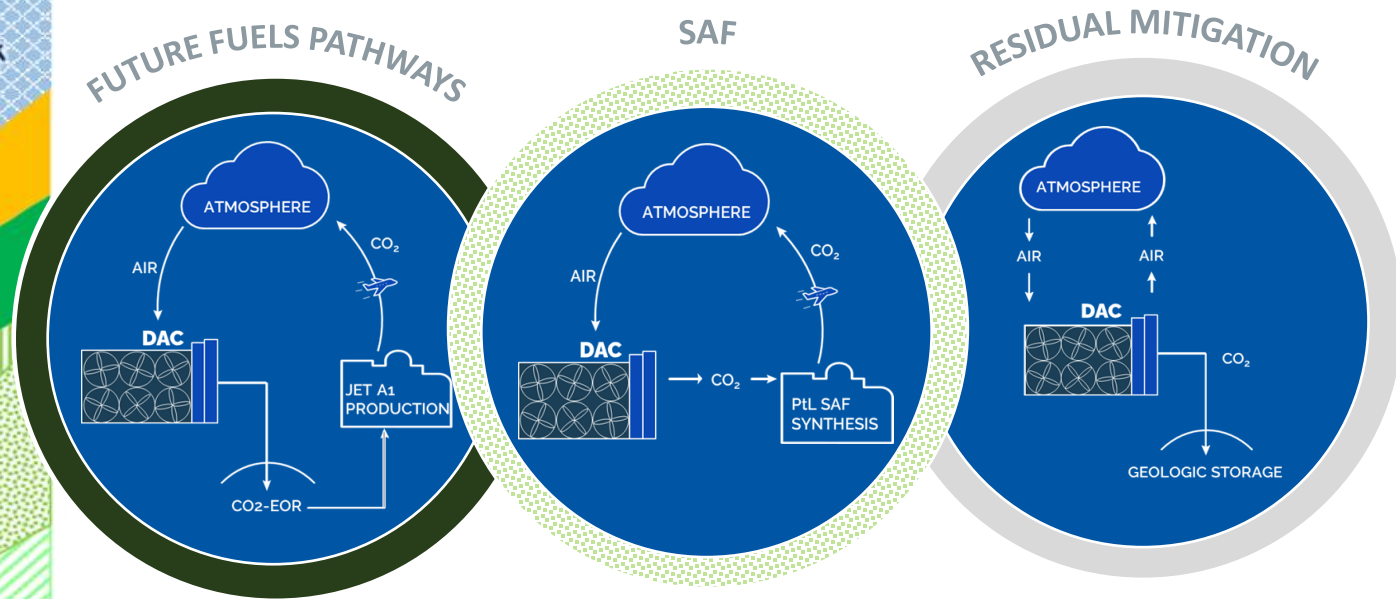 FUTURE FUELS PATHWAYS
ATMOSPHERE
CO₂
AIR
DAC
JET A1
PRODUCTION
CO2-EOR
SAF
ATMOSPHERE
CO₂
AIR
DAC
CO₂
PtL SAF
SYNTHESIS
RESIDUAL MITIGATION
ATMOSPHERE
AIR
AIR
DAC
CO₂
GEOLOGIC STORAGE